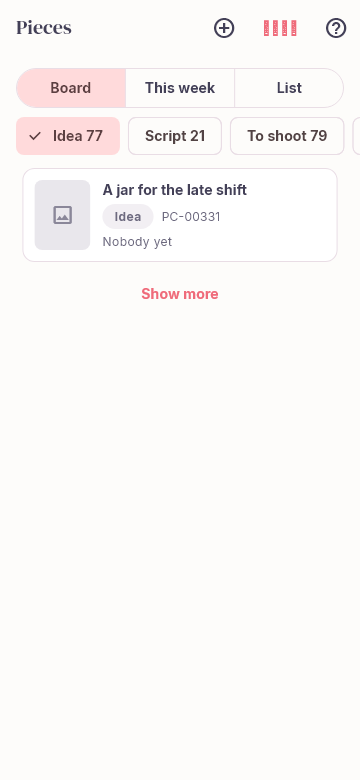 Pieces
Board
This week
List
Idea 77
Script 21
To shoot 79
A jar for the late shift
Idea
PC-00331
Nobody yet
Show more